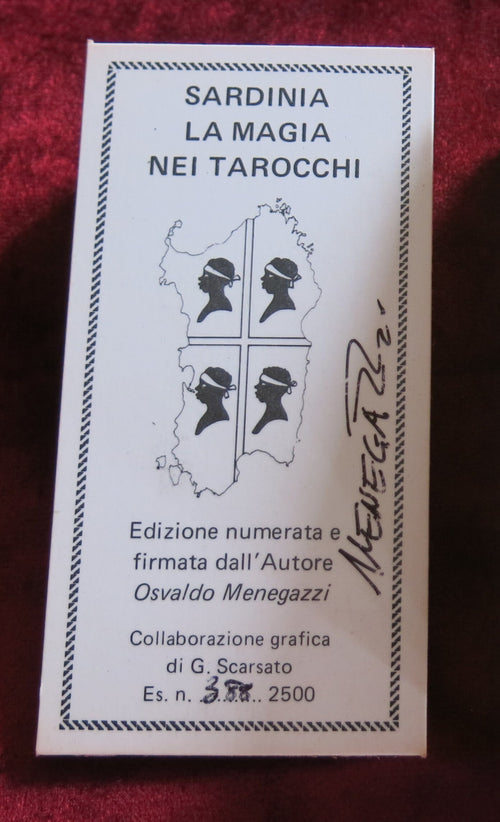 SARDINIA
LA MAGIA
NEI TAROCCHI
MENEGAZZI
Edizione numerata e
firmata dall'Autore
Osvaldo Menegazzi
Collaborazione grafica
di G. Scarsato
Es. n. 2500